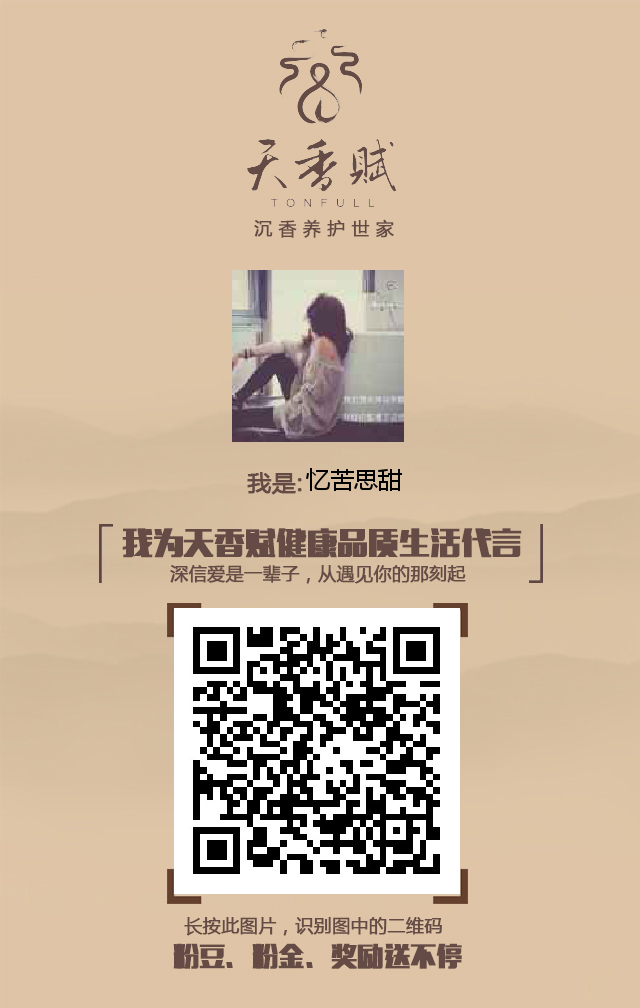 天香赋
TONFULL
沉香养护世家
我是:忆苦思甜
我为天香赋健康品质生活代言
深信爱是一辈子，从遇见你的那刻起
长按此图片，识别图中的二维码
粉豆、粉金、奖励送不停